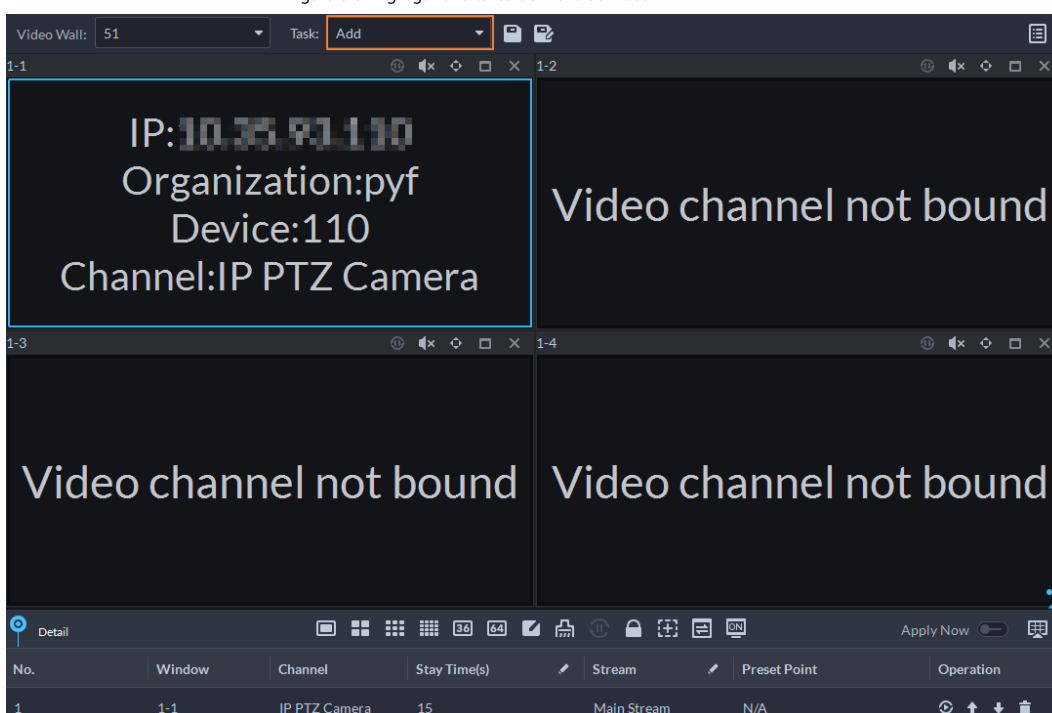 Video Wall: 51 Task: Add
1-1
1-2
IP:
Organization:pyf
Device:110
Channel:IP PTZ Camera
Video channel not bound
1-3
1-4
Video channel not bound
Video channel not bound
Detail 36 64 ON Apply Now
No. Window Channel Stay Time(s) Stream Preset Point Operation
1 1-1 IP PTZ Camera 15 Main Stream N/A